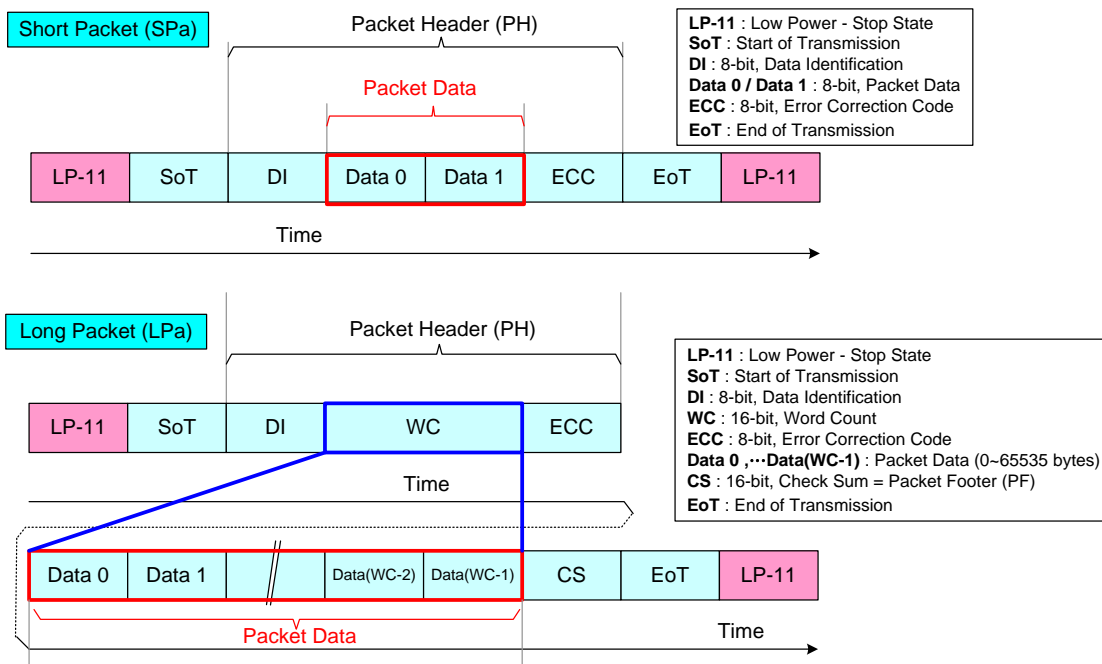 Short Packet (SPa)
Packet Header (PH)
Packet Data
LP-11 : Low Power - Stop State
SoT : Start of Transmission
DI : 8-bit, Data Identification
Data 0 / Data 1 : 8-bit, Packet Data
ECC : 8-bit, Error Correction Code
EoT : End of Transmission
LP-11 SoT DI Data 0 Data 1 ECC EoT LP-11
Time
Long Packet (LPa)
Packet Header (PH)
LP-11 : Low Power - Stop State
SoT : Start of Transmission
DI : 8-bit, Data Identification
WC : 16-bit, Word Count
ECC : 8-bit, Error Correction Code
Data 0 ,⋯Data(WC-1) : Packet Data (0~65535 bytes)
CS : 16-bit, Check Sum = Packet Footer (PF)
EoT : End of Transmission
LP-11 SoT DI WC ECC
Time
Data 0 Data 1 Data(WC-2) Data(WC-1) CS EoT LP-11
Packet Data
Time